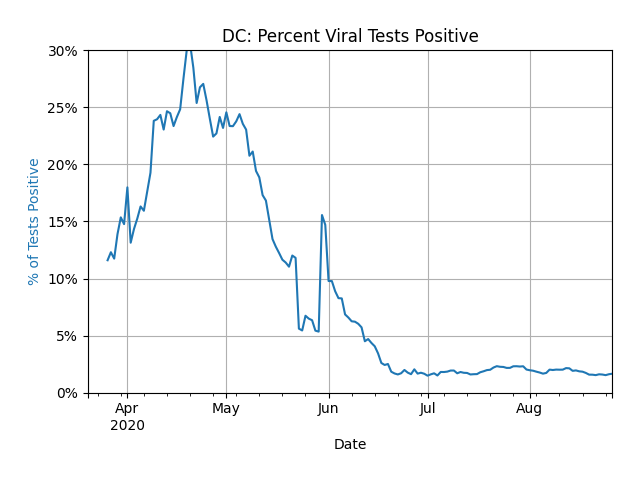 DC: Percent Viral Tests Positive
30%
25%
20%
15%
10%
5%
0%
% of Tests Positive
Apr
2020
May
Jun
Jul
Aug
Date